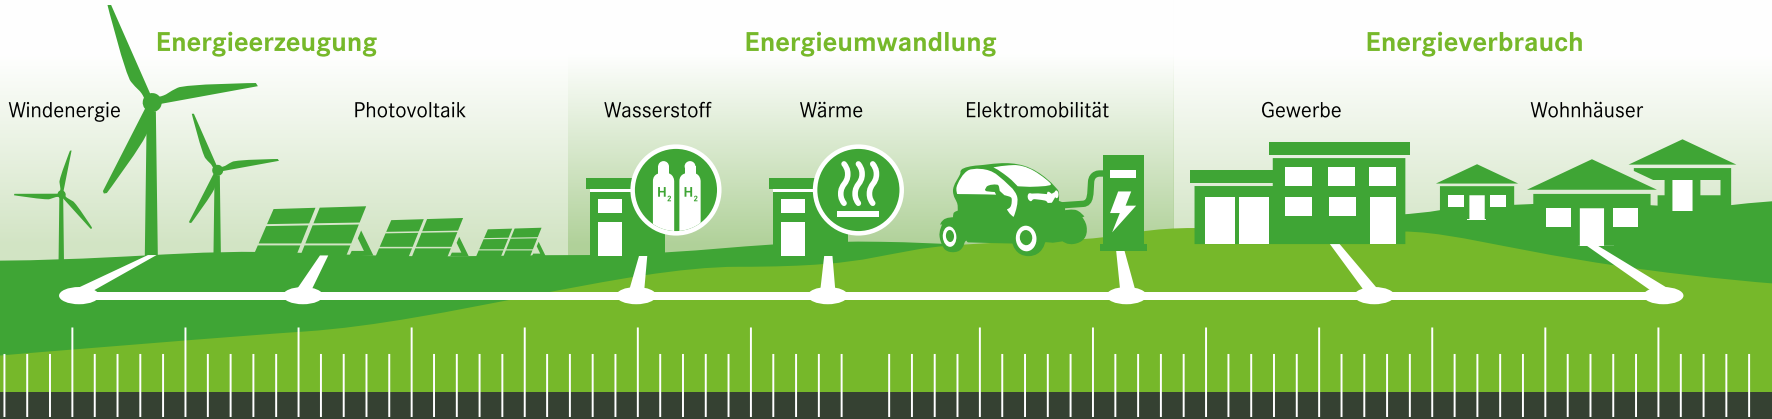 Energieerzeugung
Energieumwandlung
Energieverbrauch
Windenergie
Photovoltaik
Wasserstoff
Wärme
Elektromobilität
Gewerbe
Wohnhäuser
H₂ H₂